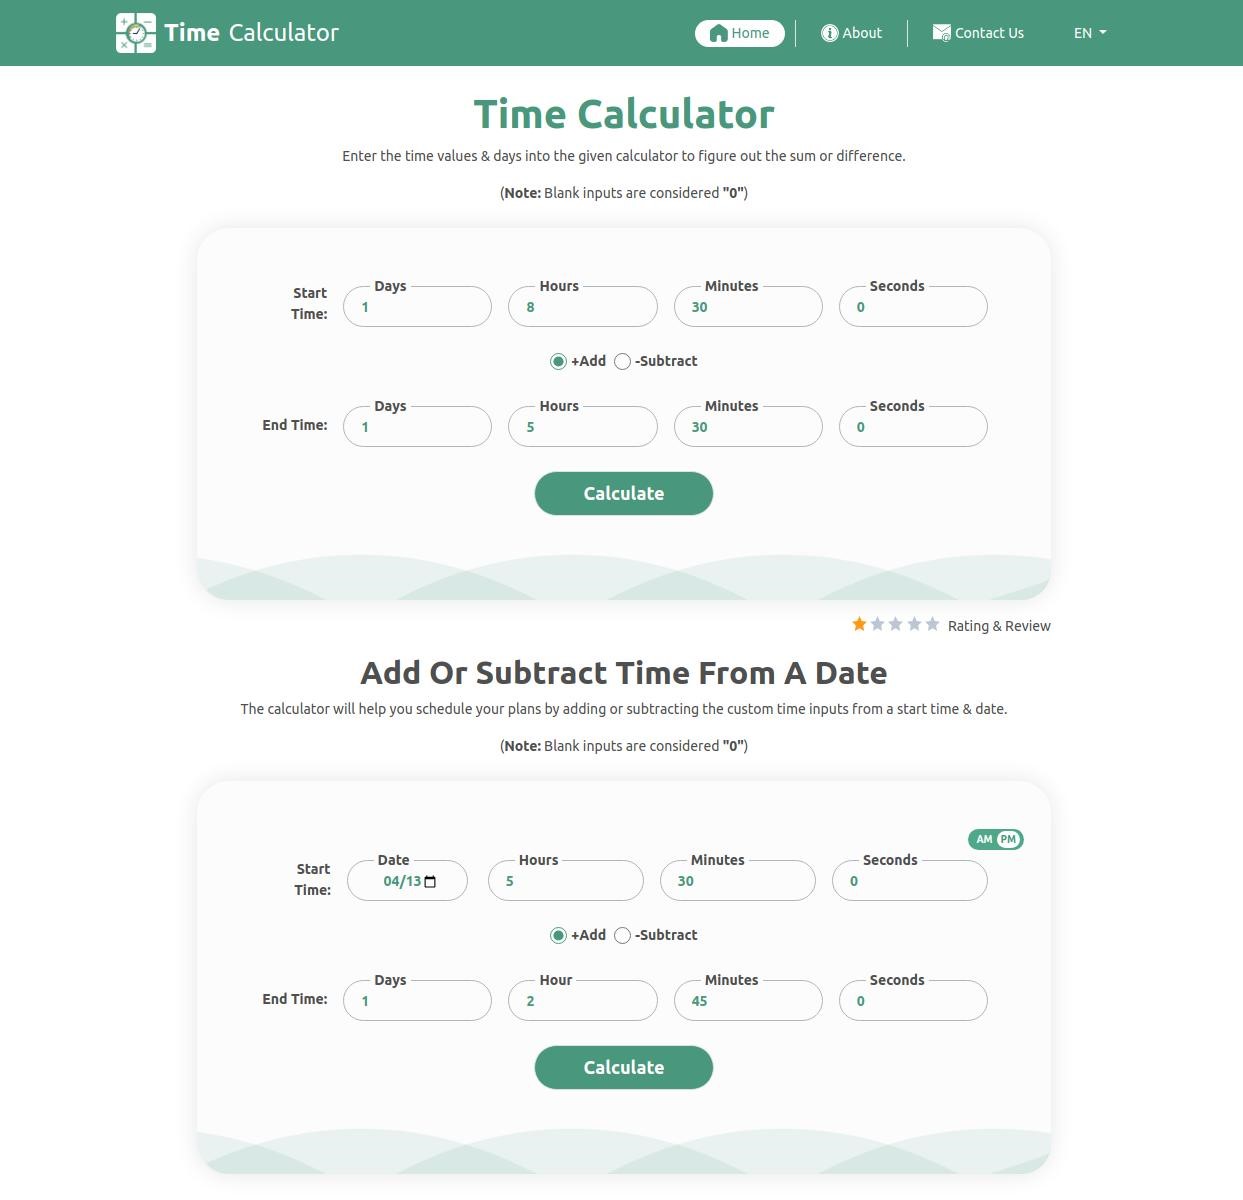 Time Calculator
Home
About
Contact Us
EN
Time Calculator
Enter the time values & days into the given calculator to figure out the sum or difference.
(Note: Blank inputs are considered "0")
Start Time:
Days Hours Minutes Seconds
1 8 30 0
+Add -Subtract
End Time:
Days Hours Minutes Seconds
1 5 30 0
Calculate
Rating & Review
Add Or Subtract Time From A Date
The calculator will help you schedule your plans by adding or subtracting the custom time inputs from a start time & date.
(Note: Blank inputs are considered "0")
AM PM
Start Time:
Date Hours Minutes Seconds
04/13 5 30 0
+Add -Subtract
End Time:
Days Hour Minutes Seconds
1 2 45 0
Calculate